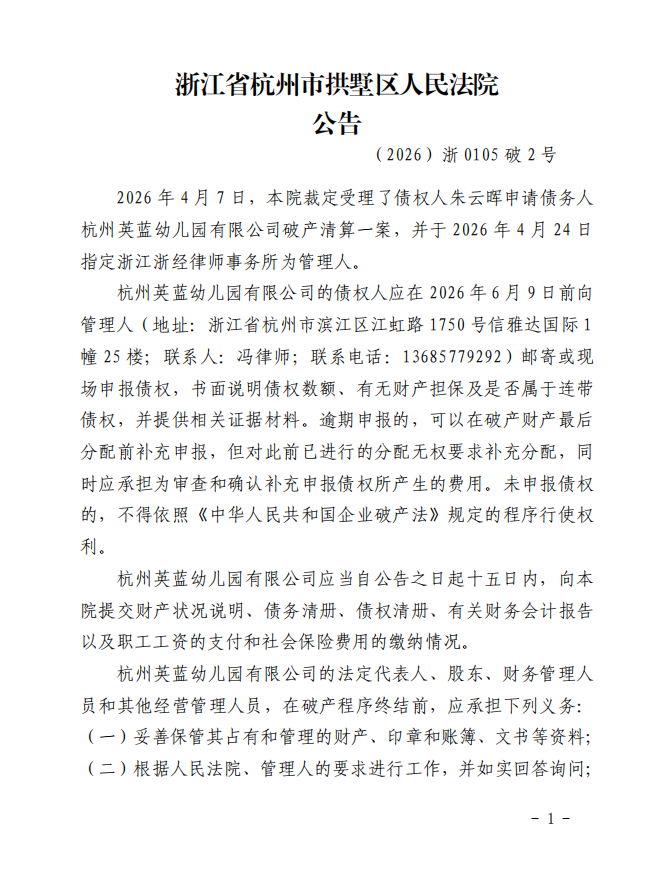 浙江省杭州市拱墅区人民法院
公告
（2026）浙 0105 破 2 号
2026 年 4 月 7 日，本院裁定受理了债权人朱云晖申请债务人
杭州英蓝幼儿园有限公司破产清算一案，并于 2026 年 4 月 24 日
指定浙江浙经律师事务所为管理人。
杭州英蓝幼儿园有限公司的债权人应在 2026 年 6 月 9 日前向
管理人（地址：浙江省杭州市滨江区江虹路 1750 号信雅达国际 1
幢 25 楼；联系人：冯律师；联系电话：13685779292）邮寄或现
场申报债权，书面说明债权数额、有无财产担保及是否属于连带
债权，并提供相关证据材料。逾期申报的，可以在破产财产最后
分配前补充申报，但对此前已进行的分配无权要求补充分配，同
时应承担为审查和确认补充申报债权所产生的费用。未申报债权
的，不得依照《中华人民共和国企业破产法》规定的程序行使权
利。
杭州英蓝幼儿园有限公司应当自公告之日起十五日内，向本
院提交财产状况说明、债务清册、债权清册、有关财务会计报告
以及职工工资的支付和社会保险费用的缴纳情况。
杭州英蓝幼儿园有限公司的法定代表人、股东、财务管理人
员和其他经营管理人员，在破产程序终结前，应承担下列义务：
（一）妥善保管其占有和管理的财产、印章和账簿、文书等资料；
（二）根据人民法院、管理人的要求进行工作，并如实回答询问；
- 1 -